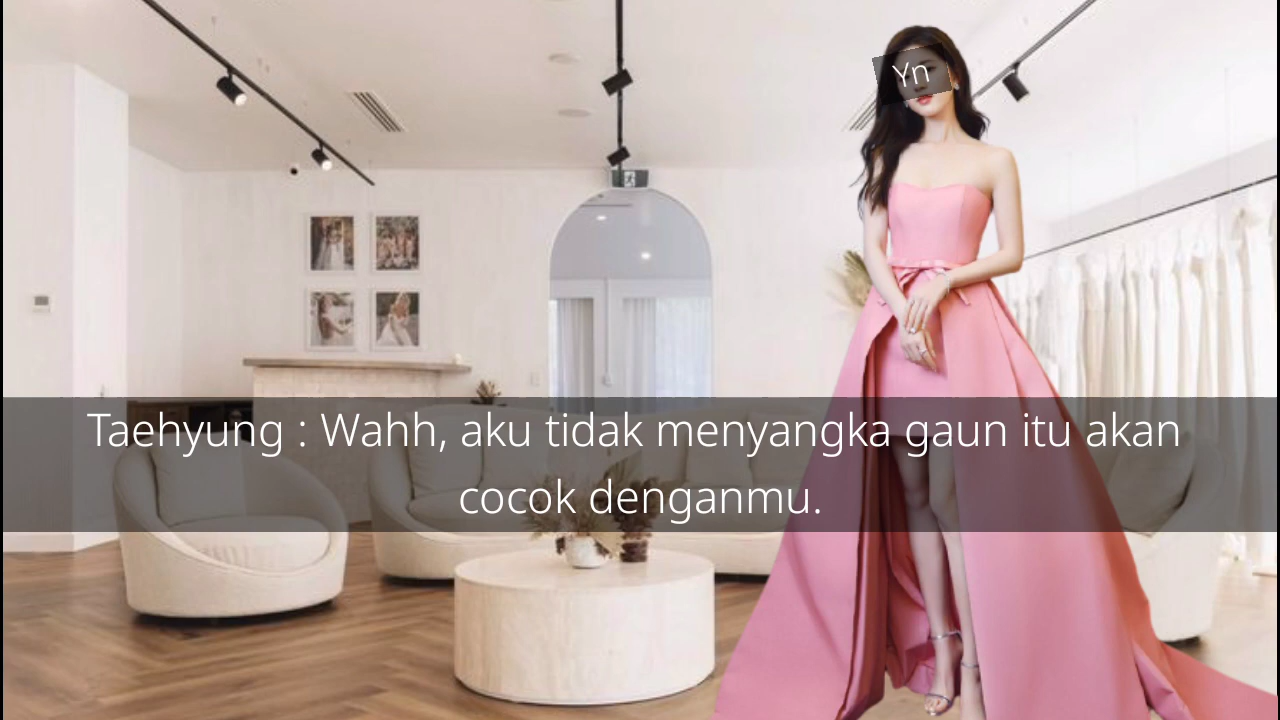 Yn
Taehyung : Wahh, aku tidak menyangka gaun itu akan
cocok denganmu.